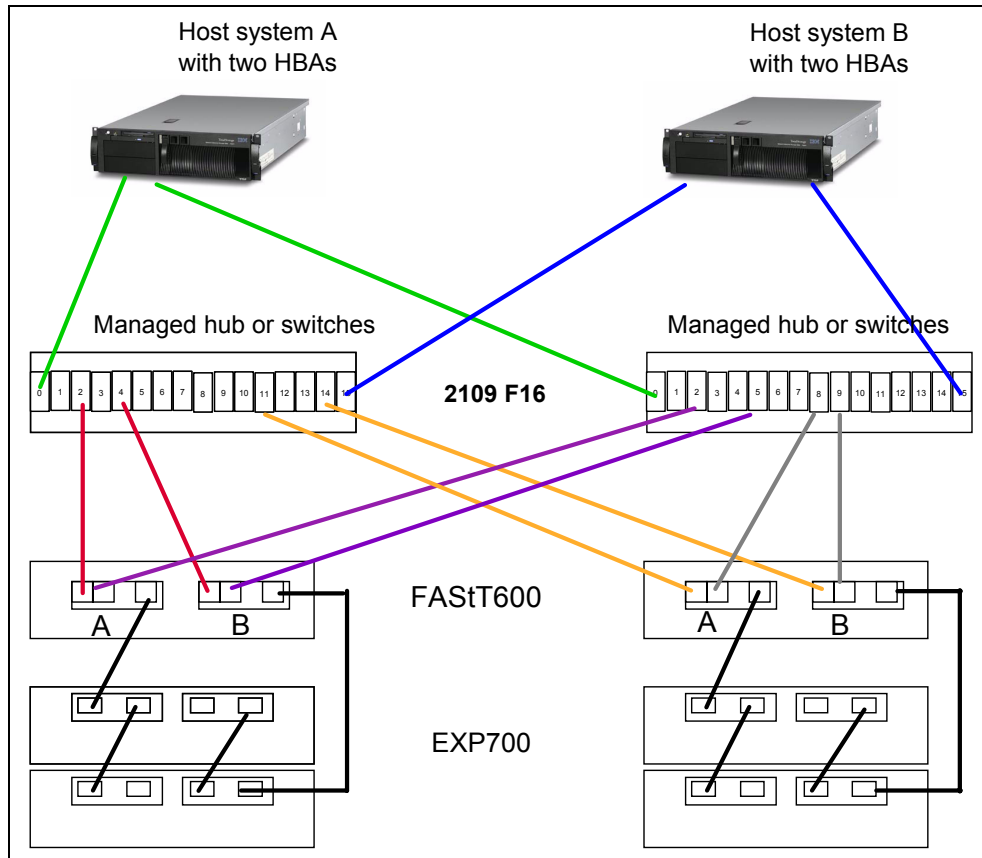 Host system A
with two HBAs
Host system B
with two HBAs
Managed hub or switches
Managed hub or switches
0 1 2 3 4 5 6 7 8 9 10 11 12 13 14
2109 F16
0 1 2 3 4 5 6 7 8 9 10 11 12 13 14
FAStT600
A B
A B
EXP700